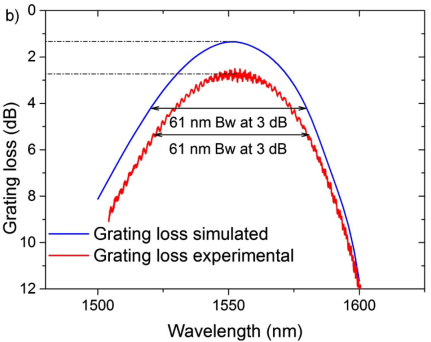 b)
0
2
4
6
8
10
12
Grating loss (dB)
61 nm Bw at 3 dB
61 nm Bw at 3 dB
Grating loss simulated
Grating loss experimental
1500
1550
1600
Wavelength (nm)